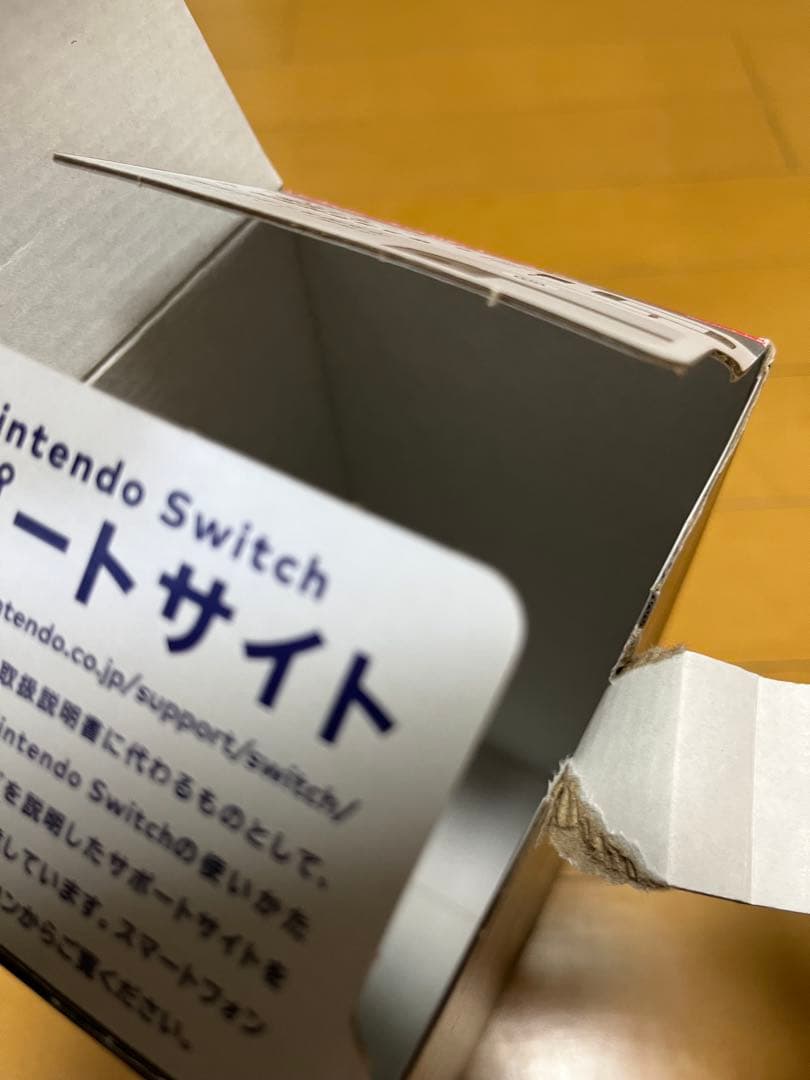 intendo Switch
ートサイト
ntendo.co.jp/support/switch/
取扱説明書に代わるものとして、
intendo Switchの使いかた
を説明したサポートサイトを
しています。スマートフォン
ンからご覧ください。